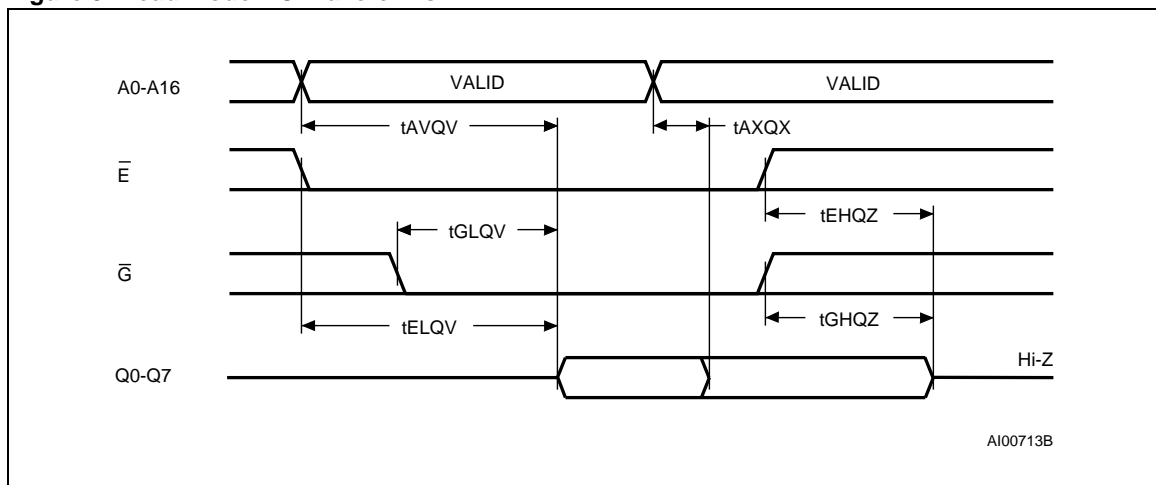 A0-A16
VALID
VALID
tAVQV
tAXQX
E
tEHQZ
tGLQV
G
tGHQZ
tELQV
Hi-Z
Q0-Q7
AI00713B